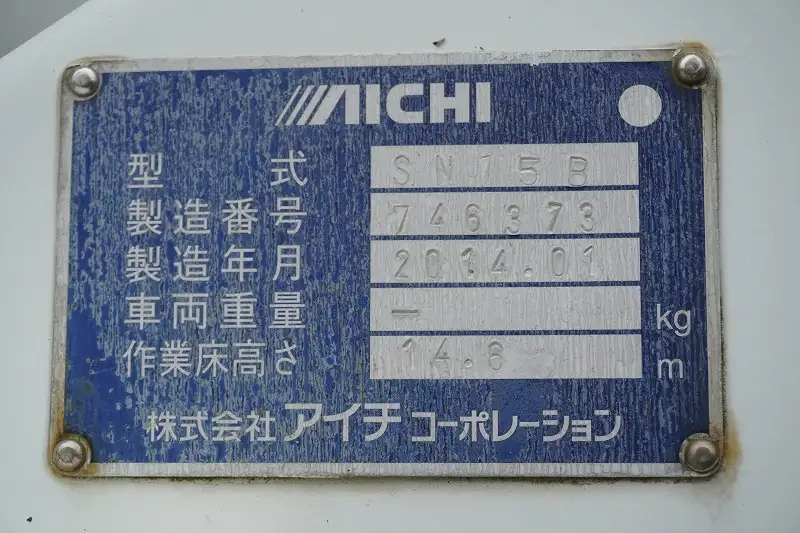 AICHI
型式 SN15B
製造番号 746373
製造年月 2014.01
車両重量 - kg
作業床高さ 14.6 m
株式会社アイチコーポレーション